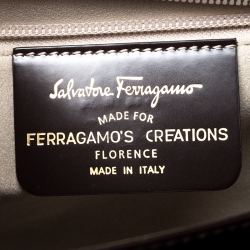 Salvatore Ferragamo
MADE FOR
FERRAGAMO'S CREATIONS
FLORENCE
MADE IN ITALY